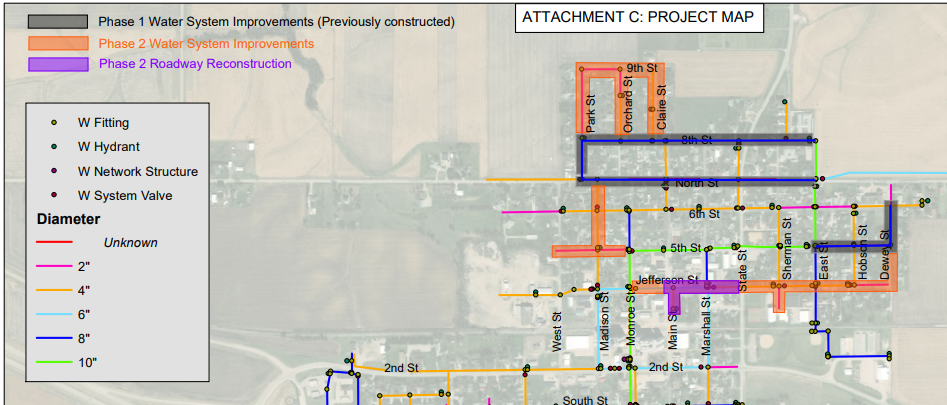 ATTACHMENT C: PROJECT MAP
Phase 1 Water System Improvements (Previously constructed)
Phase 2 Water System Improvements
Phase 2 Roadway Reconstruction
W Fitting
W Hydrant
W Network Structure
W System Valve
Diameter
Unknown
2"
4"
6"
8"
10"
9th St
Park St
Orchard St
Claire St
8th St
North St
6th St
5th St
Sherman St
East St
Hobson St
Dewey St
State St
Jefferson St
West St
Madison St
Monroe St
Main St
Marshall St
2nd St
2nd St
South St